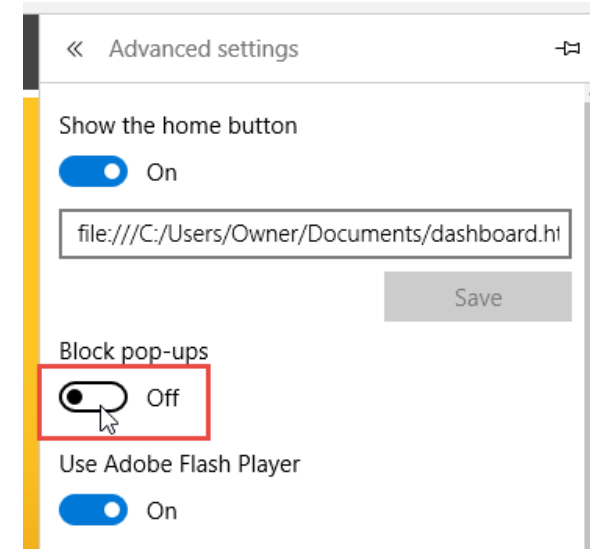 Advanced settings
Show the home button
On
file:///C:/Users/Owner/Documents/dashboard.ht
Save
Block pop-ups
Off
Use Adobe Flash Player
On